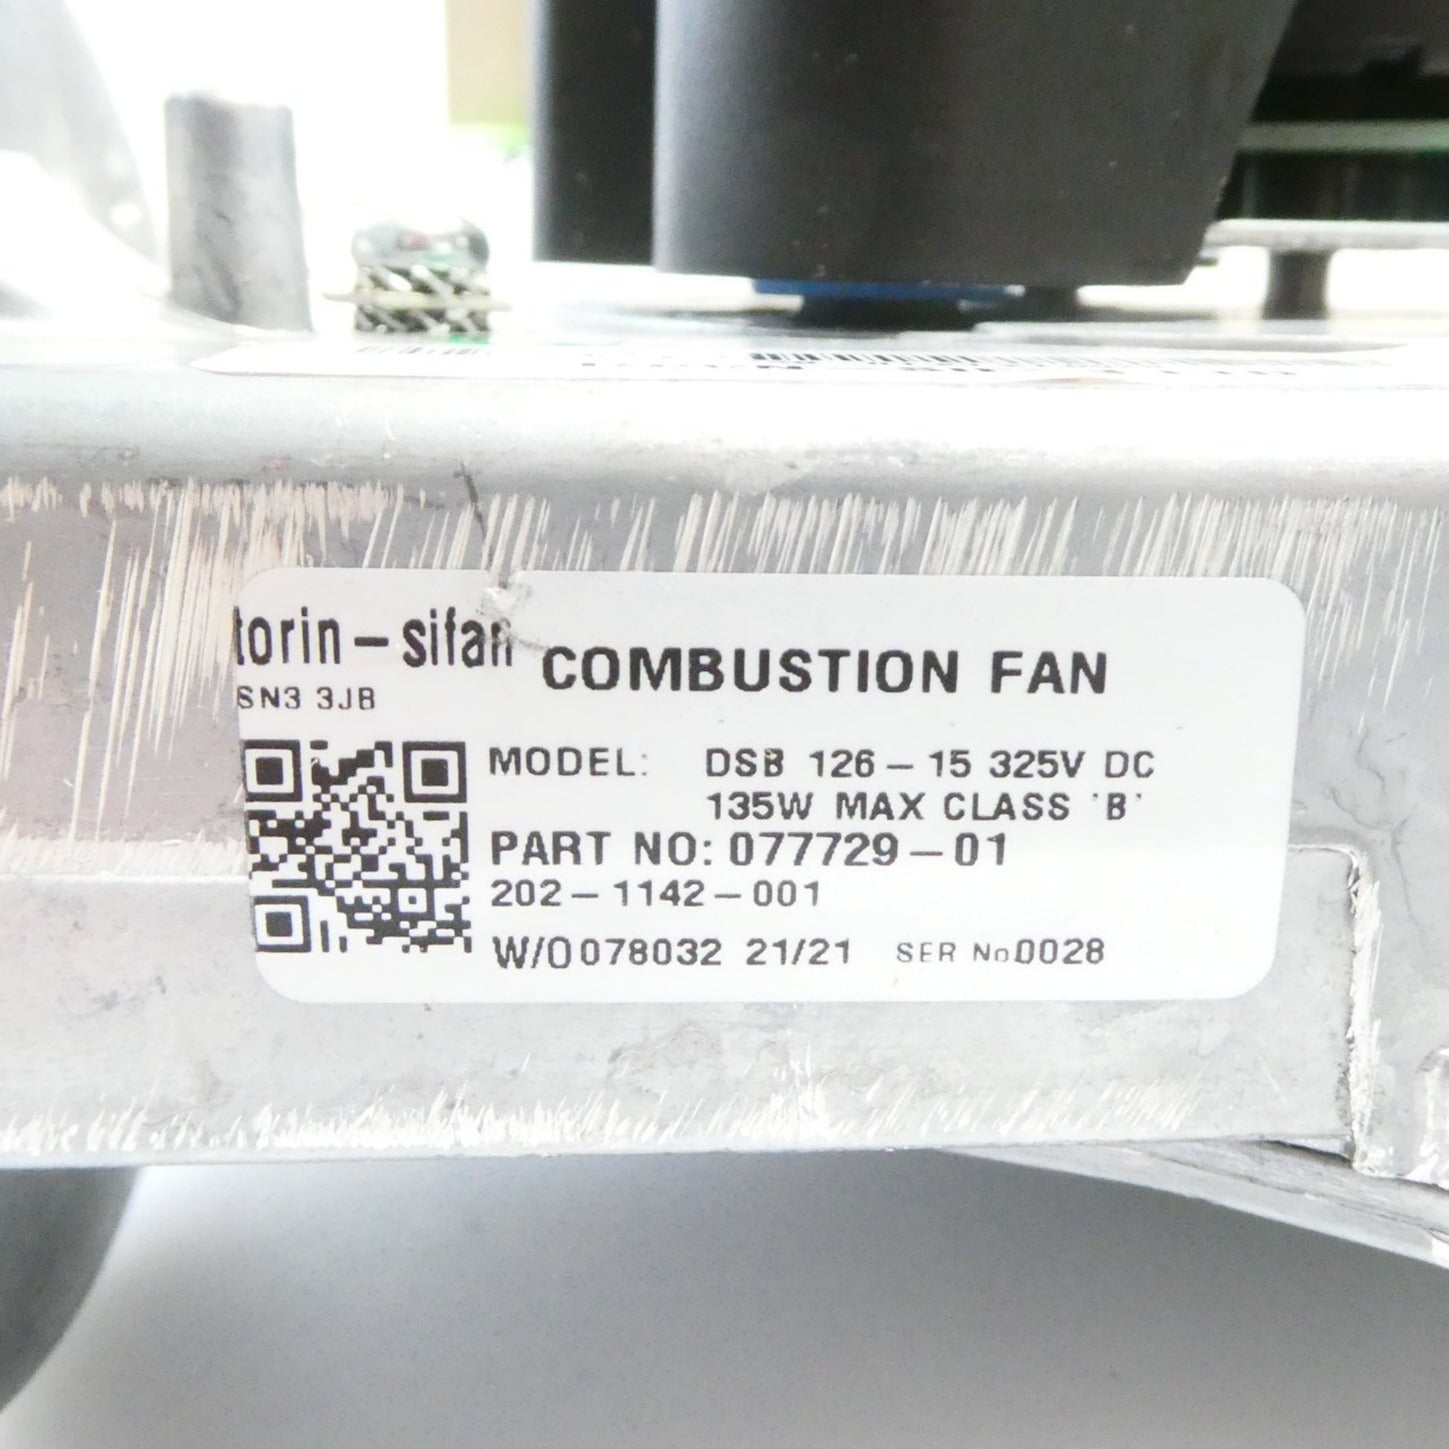 torin-sifan
COMBUSTION FAN
SN3 3JB
MODEL: DSB 126-15 325V DC
135W MAX CLASS 'B'
PART NO: 077729-01
202-1142-001
W/O 078032 21/21 SER No 0028